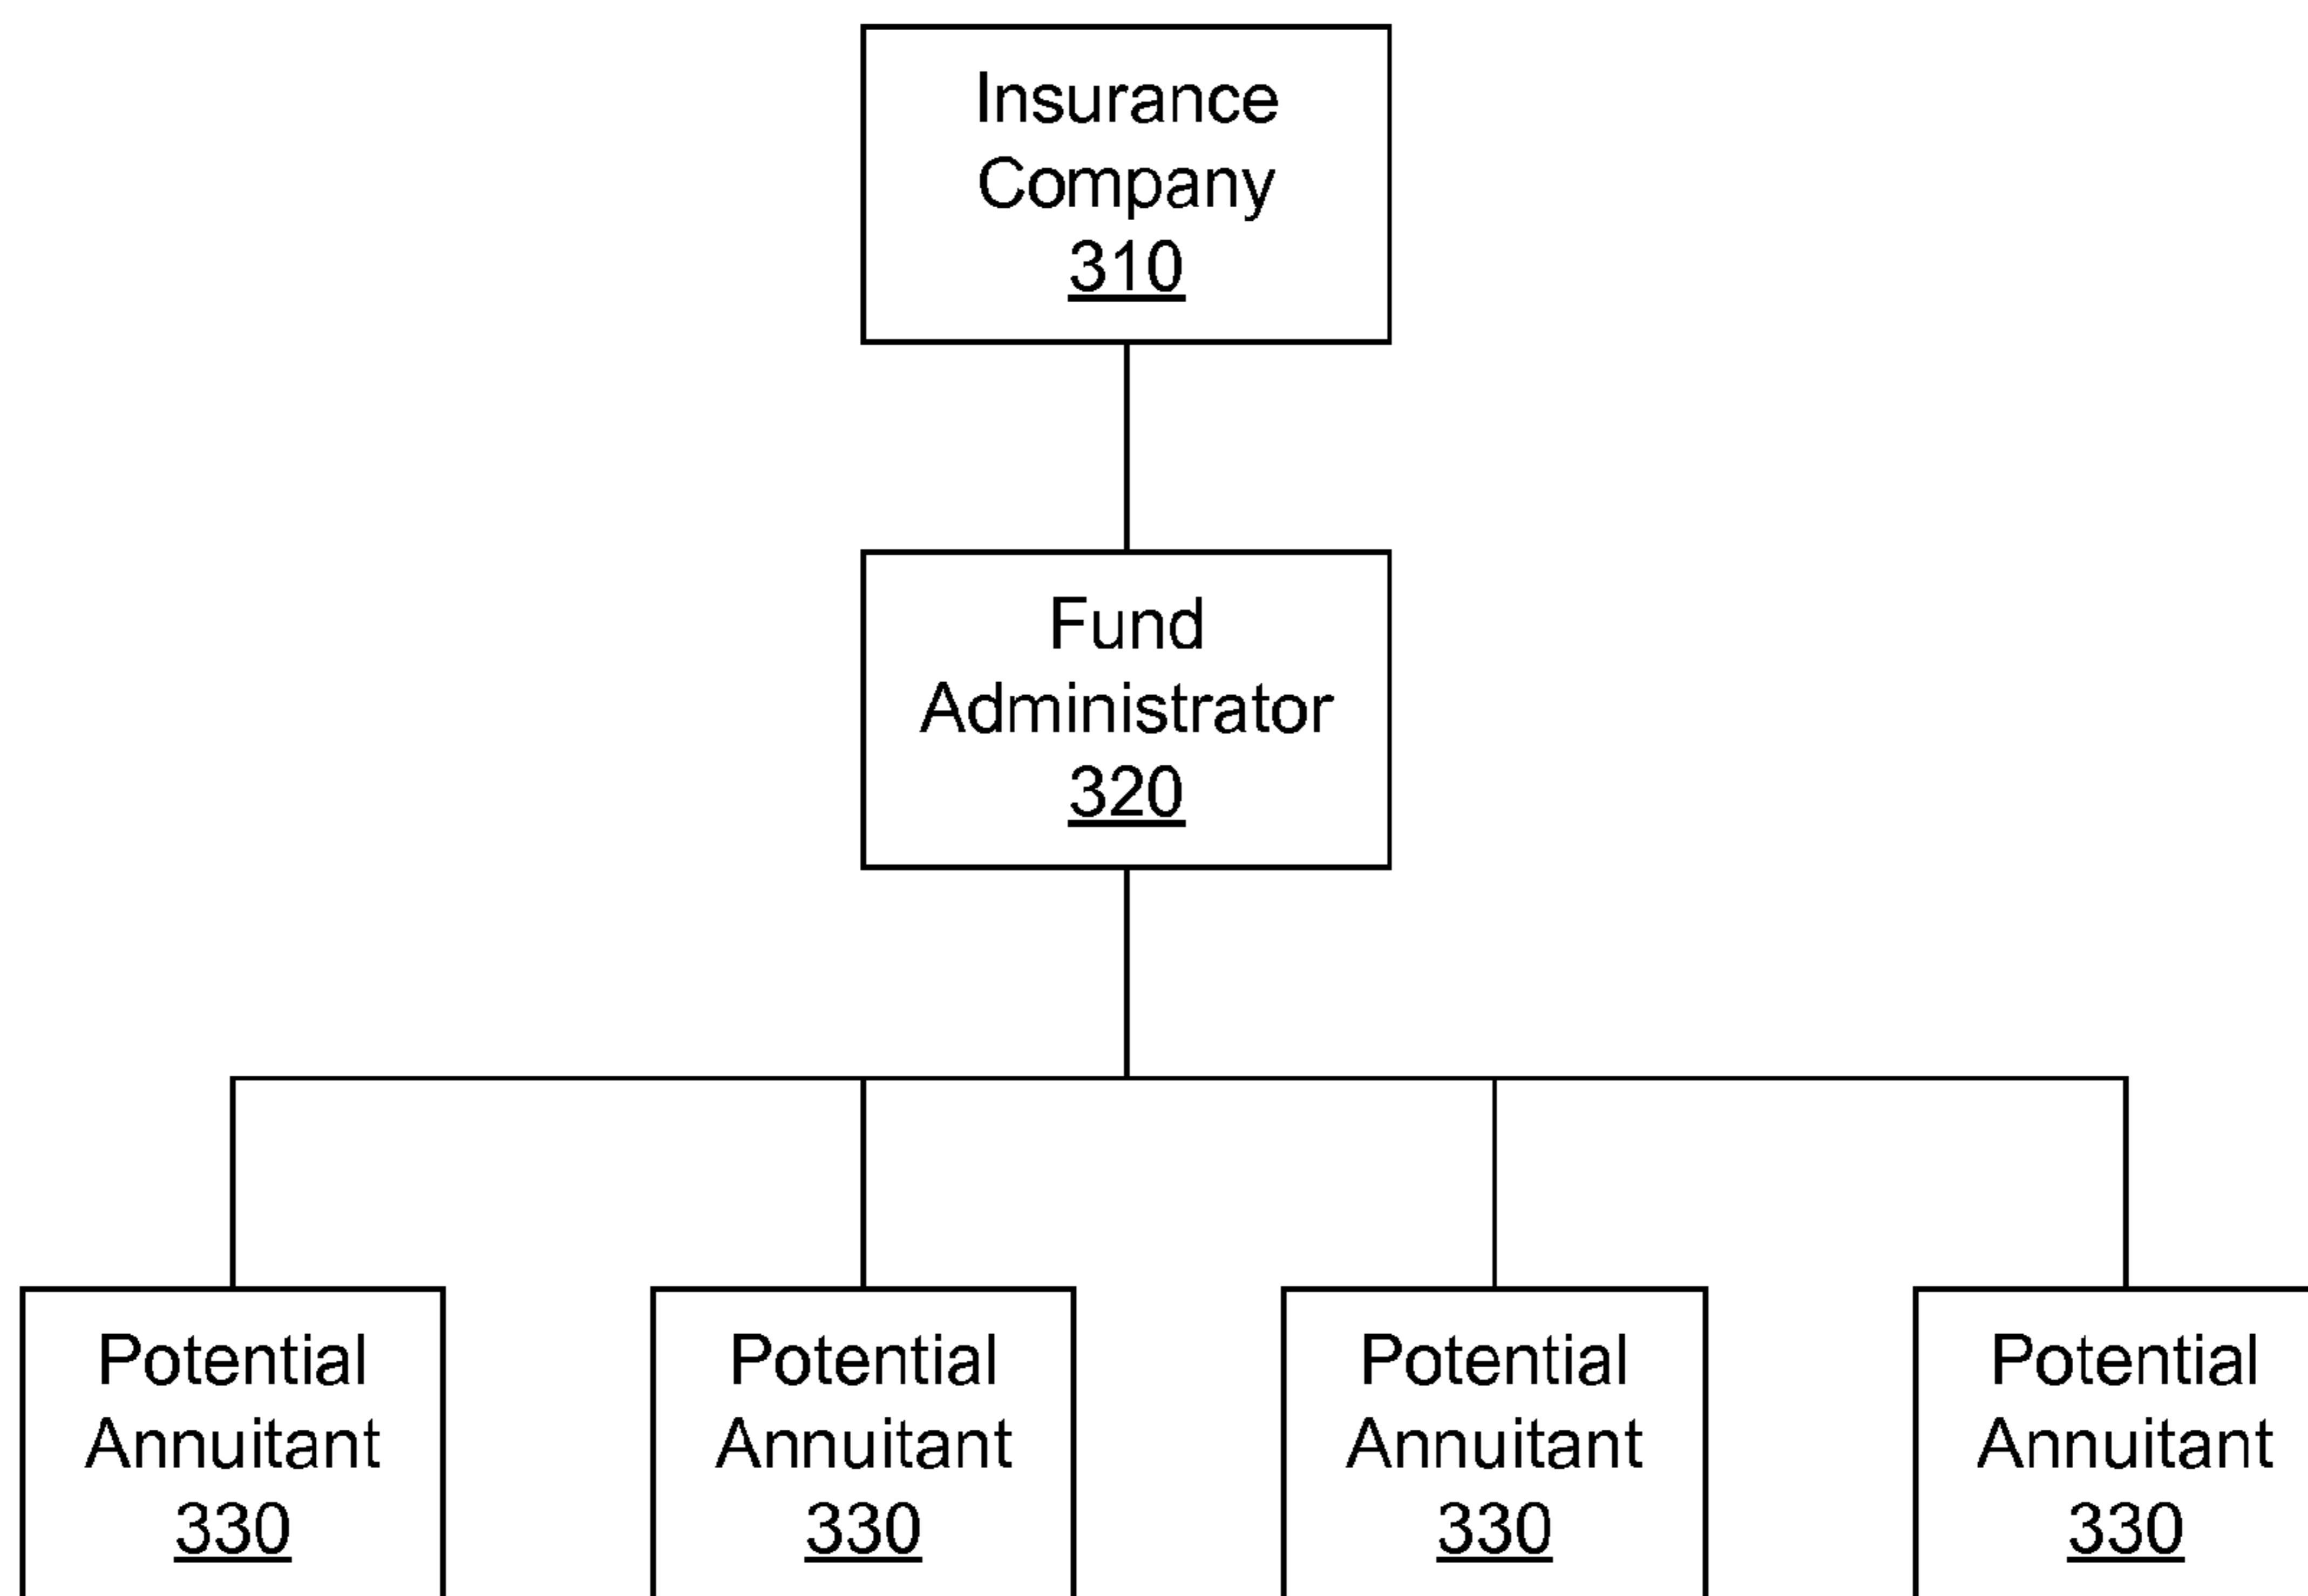 Insurance
Company
310
Fund
Administrator
320
Potential
Annuitant
330
Potential
Annuitant
330
Potential
Annuitant
330
Potential
Annuitant
330